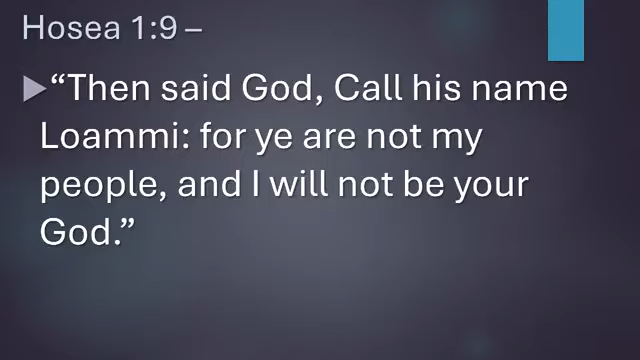 Hosea 1:9 –
“Then said God, Call his name
Loammi: for ye are not my
people, and I will not be your
God.”